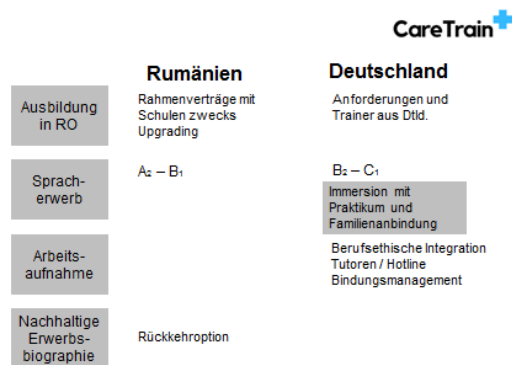 CareTrain
Rumänien Deutschland
Ausbildung
in RO
Rahmenverträge mit
Schulen zwecks
Upgrading
Anforderungen und
Trainer aus Dtld.
Sprach-
erwerb
A₂ – B₁
B₂ – C₁
Immersion mit
Praktikum und
Familienanbindung
Arbeits-
aufnahme
Berufsethische Integration
Tutoren / Hotline
Bindungsmanagement
Nachhaltige
Erwerbs-
biographie
Rückkehroption